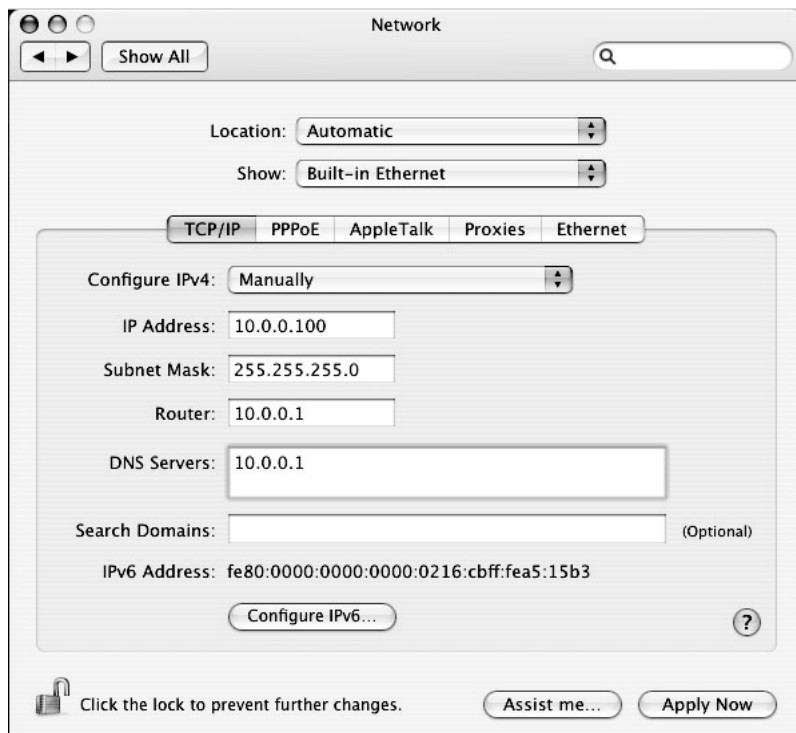 Network
Show All
Location: Automatic
Show: Built-in Ethernet
TCP/IP PPPoE AppleTalk Proxies Ethernet
Configure IPv4: Manually
IP Address: 10.0.0.100
Subnet Mask: 255.255.255.0
Router: 10.0.0.1
DNS Servers: 10.0.0.1
Search Domains: (Optional)
IPv6 Address: fe80:0000:0000:0000:0216:cbff:fea5:15b3
Configure IPv6...
?
Click the lock to prevent further changes. Assist me... Apply Now